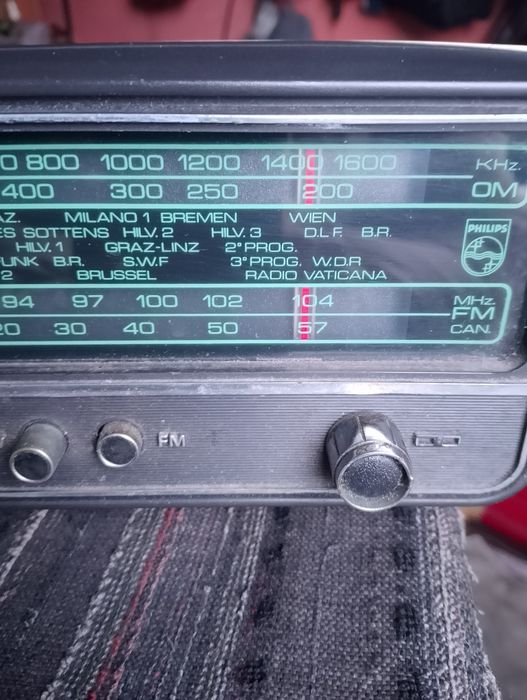 0 800 1000 1200 1400 1600 KHz.
400 300 250 200 OM
AZ. MILANO 1 BREMEN WIEN
ES SOTTENS HILV. 2 HILV. 3 D.L.F. B.R.
HILV. 1 GRAZ-LINZ 2° PROG.
UNK B.R. S.W.F 3° PROG. W.D.R
2 BRUSSEL RADIO VATICANA
PHILIPS
94 97 100 102 104 MHz.
FM
20 30 40 50 57 CAN.
FM